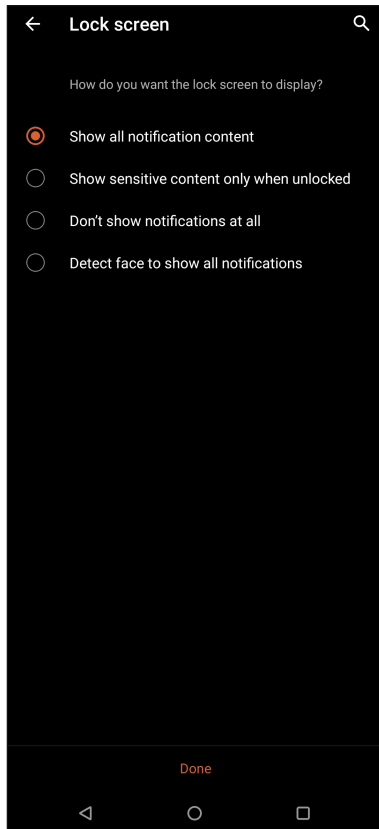 Lock screen
How do you want the lock screen to display?
Show all notification content
Show sensitive content only when unlocked
Don’t show notifications at all
Detect face to show all notifications
Done